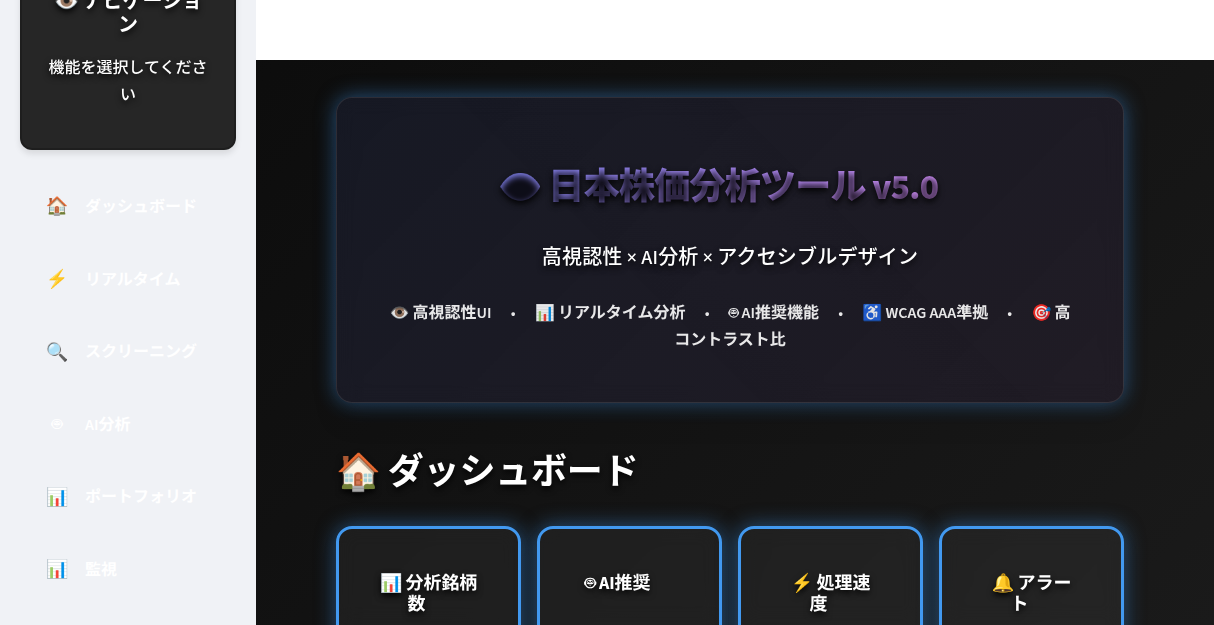 👁️ ナビゲーショ
ン
機能を選択してくださ
い
🏠 ダッシュボード
⚡ リアルタイム
🔍 スクリーニング
AI分析
📊 ポートフォリオ
📊 監視
👁️ 日本株価分析ツール v5.0
高視認性 × AI分析 × アクセシブルデザイン
👁️ 高視認性UI • 📊 リアルタイム分析 • AI推奨機能 • ♿ WCAG AAA準拠 • 🎯 高
コントラスト比
🏠 ダッシュボード
📊 分析銘柄
数
AI推奨
⚡ 処理速
度
🔔 アラー
ト